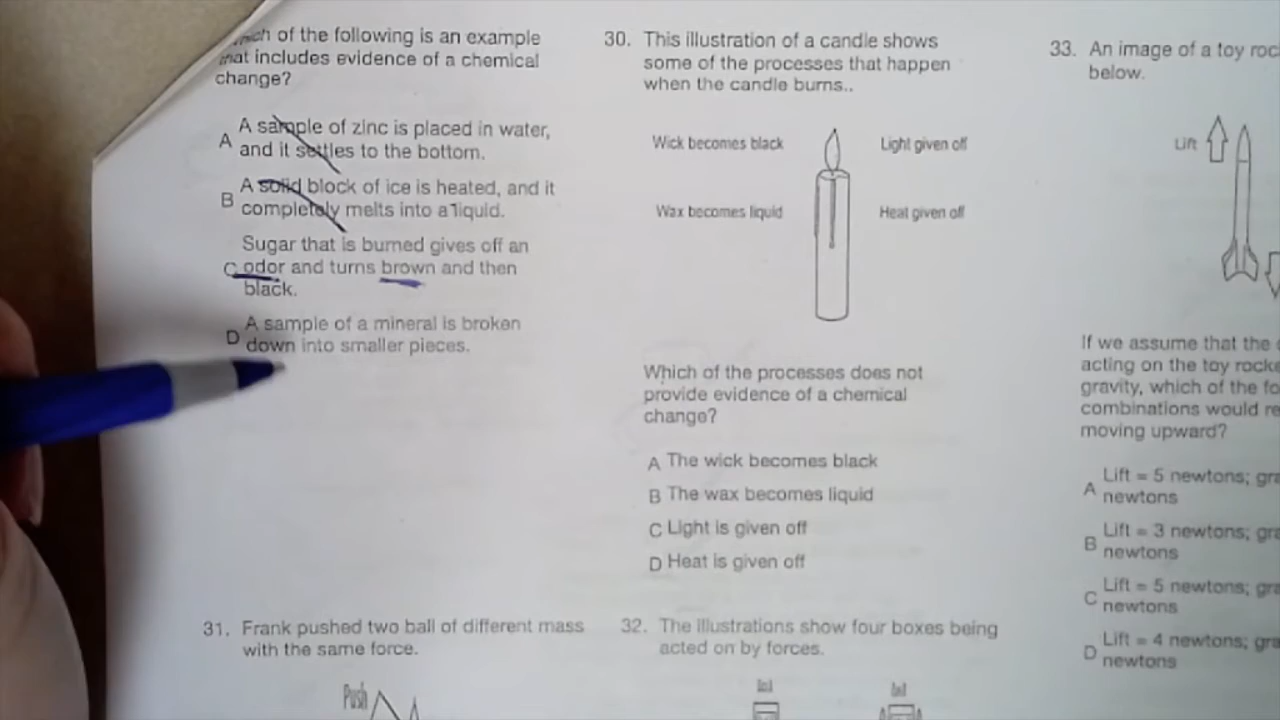 of the following is an example
that includes evidence of a chemical
change?
A A sample of zinc is placed in water,
and it settles to the bottom.
B A solid block of ice is heated, and it
completely melts into a liquid.
Sugar that is burned gives off an
C odor and turns brown and then
black.
D A sample of a mineral is broken
down into smaller pieces.
30. This illustration of a candle shows
some of the processes that happen
when the candle burns..
Wick becomes black
Light given off
Wax becomes liquid
Heat given off
Which of the processes does not
provide evidence of a chemical
change?
A The wick becomes black
B The wax becomes liquid
C Light is given off
D Heat is given off
31. Frank pushed two ball of different mass
with the same force.
Push
32. The illustrations show four boxes being
acted on by forces.
33. An image of a toy roc
below.
Lift
If we assume that the
acting on the toy rocke
gravity, which of the fo
combinations would re
moving upward?
A Lift = 5 newtons; gra
newtons
B Lift = 3 newtons; gra
newtons
C Lift = 5 newtons; gra
newtons
D Lift = 4 newtons; gra
newtons